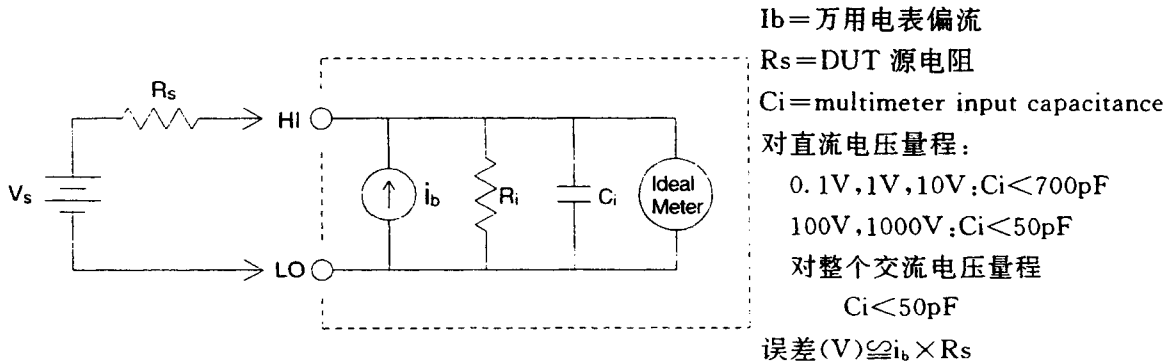 Ib=万用电表偏流
Rs=DUT 源电阻
Ci=multimeter input capacitance
对直流电压量程:
0.1V,1V,10V:Ci<700pF
100V,1000V:Ci<50pF
对整个交流电压量程
Ci<50pF
误差(V)≌ib×Rs
Rs
HI
Vs
ib
Ri
Ci
Ideal
Meter
LO